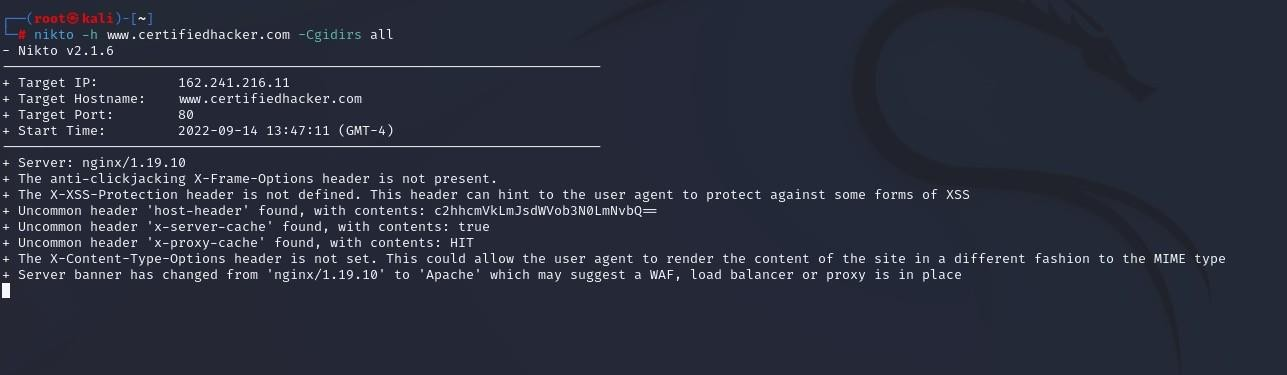 ┌──(root㉿kali)-[~]
└─# nikto -h www.certifiedhacker.com -Cgidirs all
- Nikto v2.1.6
+ Target IP:          162.241.216.11
+ Target Hostname:    www.certifiedhacker.com
+ Target Port:        80
+ Start Time:         2022-09-14 13:47:11 (GMT-4)
+ Server: nginx/1.19.10
+ The anti-clickjacking X-Frame-Options header is not present.
+ The X-XSS-Protection header is not defined. This header can hint to the user agent to protect against some forms of XSS
+ Uncommon header 'host-header' found, with contents: c2hhcmVkLmJsdWVob3N0LmNvbQ==
+ Uncommon header 'x-server-cache' found, with contents: true
+ Uncommon header 'x-proxy-cache' found, with contents: HIT
+ The X-Content-Type-Options header is not set. This could allow the user agent to render the content of the site in a different fashion to the MIME type
+ Server banner has changed from 'nginx/1.19.10' to 'Apache' which may suggest a WAF, load balancer or proxy is in place